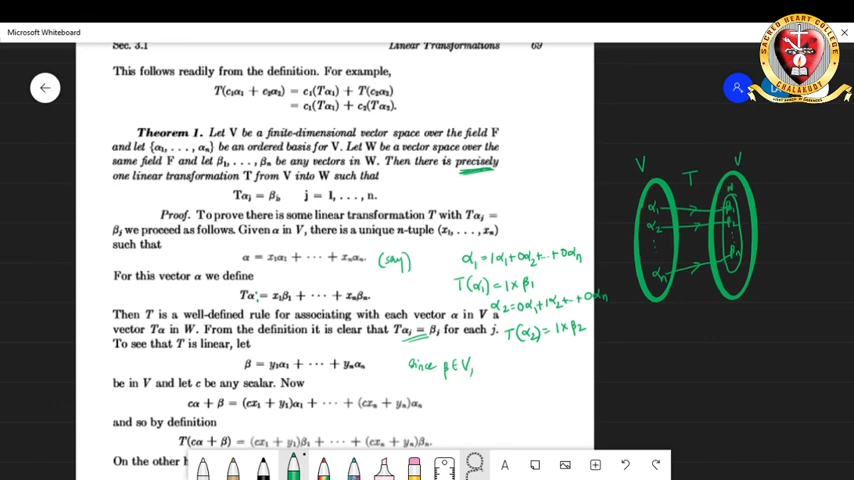 Microsoft Whiteboard
Sec. 3.1 Linear Transformations 69
This follows readily from the definition. For example,
T(c₁α₁ + c₂α₂) = c₁(Tα₁) + T(c₂α₂)
= c₁(Tα₁) + c₂(Tα₂).
Theorem 1. Let V be a finite-dimensional vector space over the field F
and let {α₁, . . . , αₙ} be an ordered basis for V. Let W be a vector space over the
same field F and let β₁, . . . , βₙ be any vectors in W. Then there is precisely
one linear transformation T from V into W such that
Tαⱼ = βⱼ, j = 1, . . . , n.
Proof. To prove there is some linear transformation T with Tαⱼ =
βⱼ we proceed as follows. Given α in V, there is a unique n-tuple (x₁, . . . , xₙ)
such that
α = x₁α₁ + · · · + xₙαₙ. (say)
For this vector α we define
Tα = x₁β₁ + · · · + xₙβₙ.
Then T is a well-defined rule for associating with each vector α in V a
vector Tα in W. From the definition it is clear that Tαⱼ = βⱼ for each j.
To see that T is linear, let
β = y₁α₁ + · · · + yₙαₙ
be in V and let c be any scalar. Now
cα + β = (cx₁ + y₁)α₁ + · · · + (cxₙ + yₙ)αₙ
and so by definition
T(cα + β) = (cx₁ + y₁)β₁ + · · · + (cxₙ + yₙ)βₙ.
On the other
α₁ = 1α₁+0α₂+..+0αₙ
T(α₁) = 1×β₁
α₂=0α₁+1α₂+..+0αₙ
T(α₂) = 1×β₂
Since β∈V,
V T V
α₁ β₁
α₂ β₂
⋮ ⋮
αₙ βₙ
SACRED HEART COLLEGE
CHALAKUDY
A